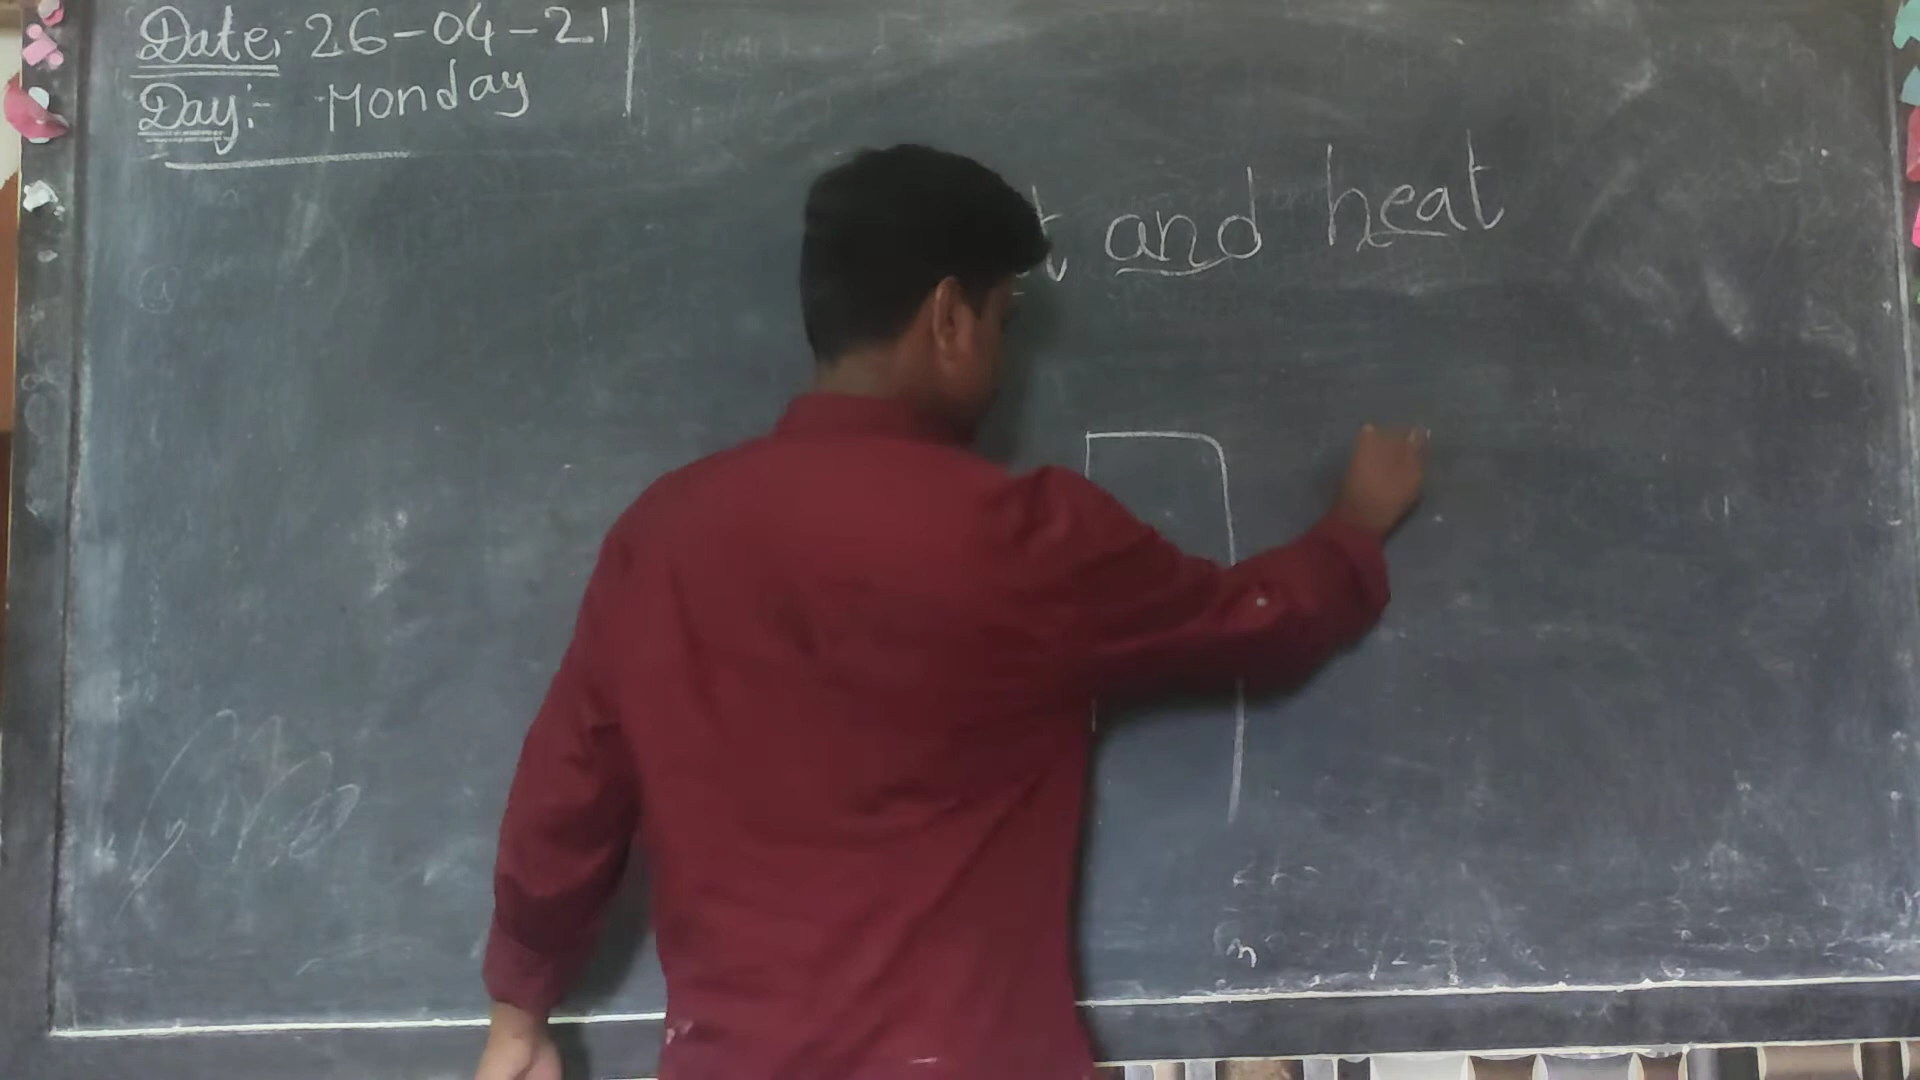 Date:- 26-04-21
Day:- Monday
t and heat